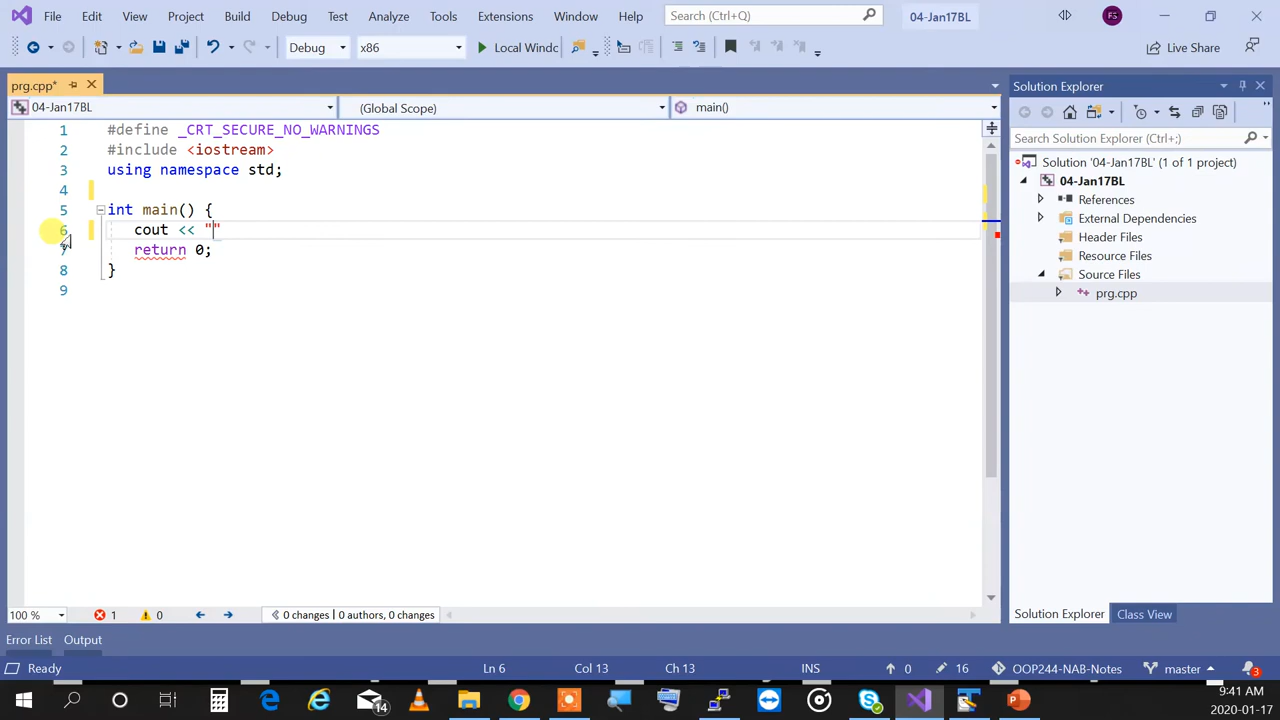 File Edit View Project Build Debug Test Analyze Tools Extensions Window Help Search (Ctrl+Q) 04-Jan17BL FS
Debug x86 Local Windc Live Share
prg.cpp*
04-Jan17BL (Global Scope) main()
1 #define _CRT_SECURE_NO_WARNINGS
2 #include <iostream>
3 using namespace std;
4
5 int main() {
6 cout << ""
7 return 0;
8 }
9
Solution Explorer
Search Solution Explorer (Ctrl+;)
Solution '04-Jan17BL' (1 of 1 project)
04-Jan17BL
References
External Dependencies
Header Files
Resource Files
Source Files
prg.cpp
100 % 1 0 0 changes | 0 authors, 0 changes
Solution Explorer Class View
Error List Output
Ready Ln 6 Col 13 Ch 13 INS 0 16 OOP244-NAB-Notes master 3
14
9:41 AM
2020-01-17